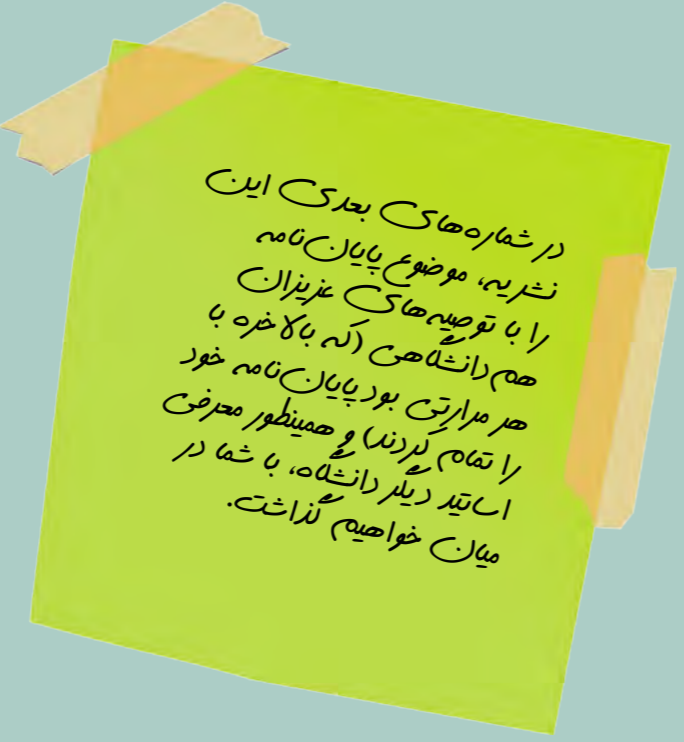 در شماره‌های بعدی این
نشریه، موضوع پایان‌نامه
را با توصیه‌های عزیزان
هم‌دانشگاهی (که بالاخره با
هر مرارتی بود پایان‌نامه خود
را تمام کردند) و همینطور معرفی
اساتید دیگر دانشگاه، با شما در
میان خواهیم گذاشت.